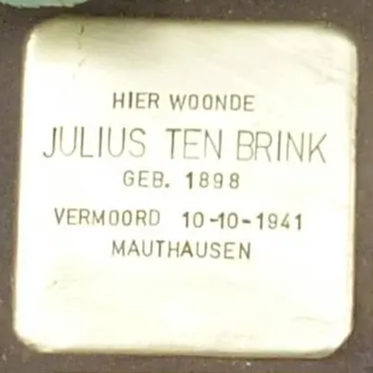 HIER WOONDE
JULIUS TEN BRINK
GEB. 1898
VERMOORD 10-10-1941
MAUTHAUSEN